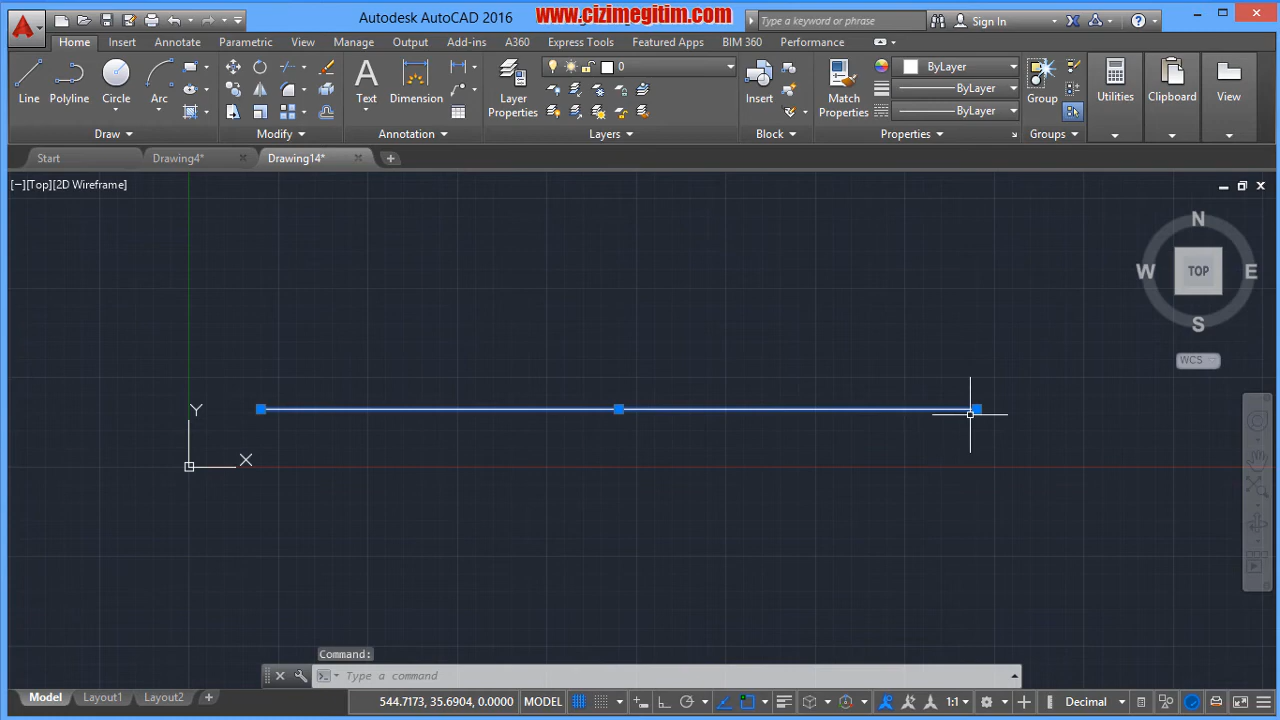 Autodesk AutoCAD 2016
www.cizimegitim.com
Type a keyword or phrase
Sign In
Home Insert Annotate Parametric View Manage Output Add-ins A360 Express Tools Featured Apps BIM 360 Performance
Line Polyline Circle Arc
Text Dimension
Layer Properties
0
Insert
Match Properties
ByLayer
ByLayer
ByLayer
Group
Utilities Clipboard View
Draw Modify Annotation Layers Block Properties Groups
Start Drawing4* Drawing14*
[−][Top][2D Wireframe]
N
W TOP E
S
WCS
Y
X
Command:
Type a command
Model Layout1 Layout2
544.7173, 35.6904, 0.0000 MODEL 1:1 Decimal